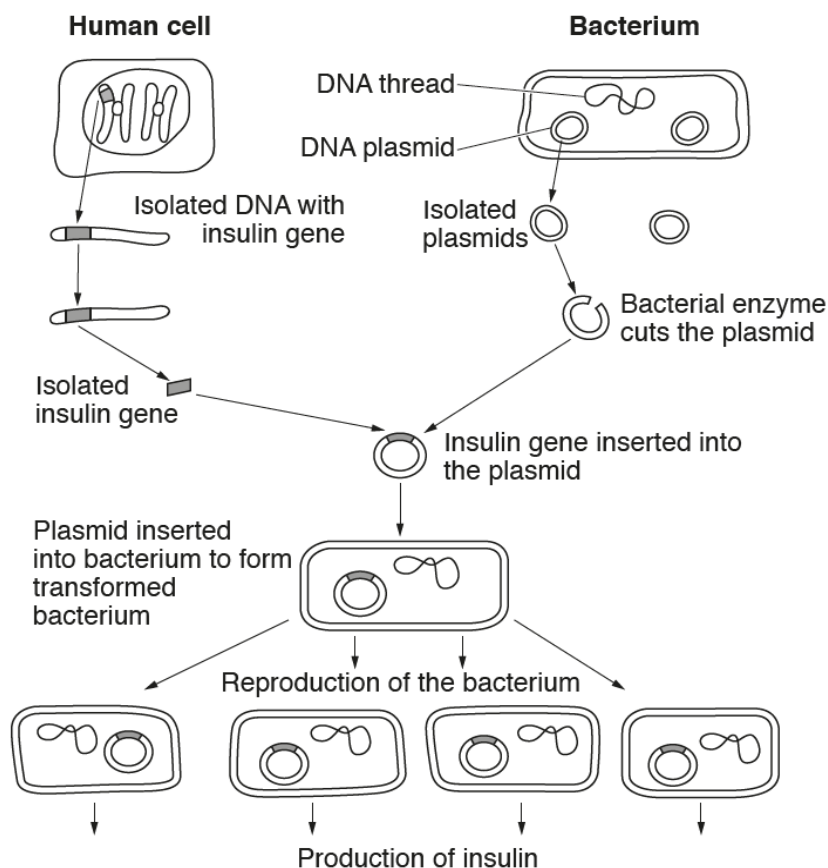 Human cell
Bacterium
DNA thread
DNA plasmid
Isolated DNA with
insulin gene
Isolated
plasmids
Bacterial enzyme
cuts the plasmid
Isolated
insulin gene
Insulin gene inserted into
the plasmid
Plasmid inserted
into bacterium to form
transformed
bacterium
Reproduction of the bacterium
Production of insulin